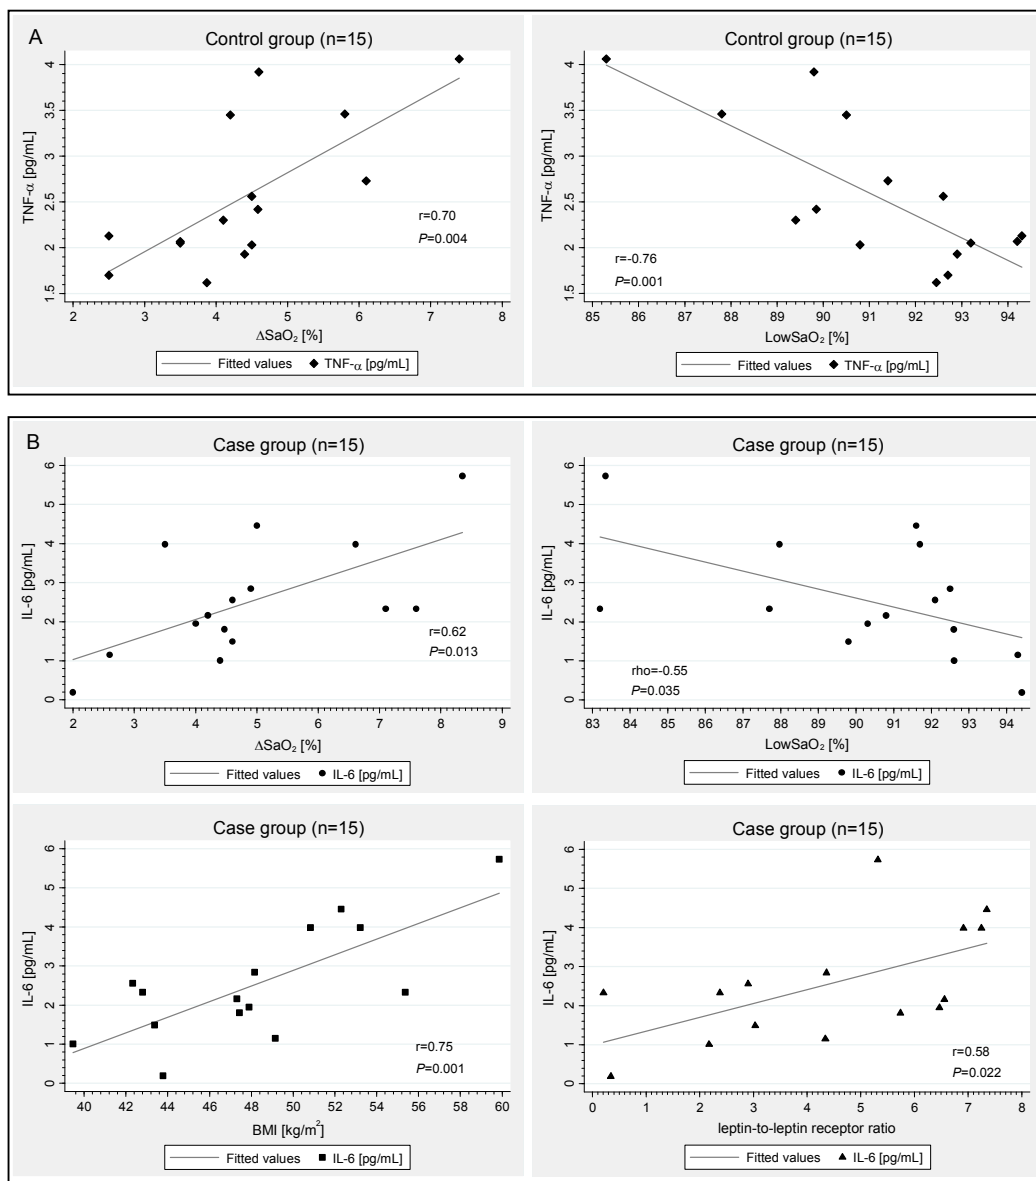 A
Control group (n=15)
TNF-α [pg/mL]
4
3.5
3
2.5
2
1.5
r=0.70
P=0.004
2 3 4 5 6 7 8
ΔSaO₂ [%]
Fitted values TNF-α [pg/mL]
Control group (n=15)
TNF-α [pg/mL]
4
3.5
3
2.5
2
1.5
r=-0.76
P=0.001
85 86 87 88 89 90 91 92 93 94
LowSaO₂ [%]
Fitted values TNF-α [pg/mL]
B
Case group (n=15)
IL-6 [pg/mL]
6
5
4
3
2
1
0
r=0.62
P=0.013
2 4 5 6 7 8 9
ΔSaO₂ [%]
Fitted values IL-6 [pg/mL]
Case group (n=15)
IL-6 [pg/mL]
6
5
4
3
2
1
0
rho=-0.55
P=0.035
83 84 85 86 87 88 89 90 91 92 93 94
LowSaO₂ [%]
Fitted values IL-6 [pg/mL]
Case group (n=15)
IL-6 [pg/mL]
6
5
4
3
2
1
0
r=0.75
P=0.001
40 42 44 46 48 50 52 54 56 58 60
BMI [kg/m²]
Fitted values IL-6 [pg/mL]
Case group (n=15)
IL-6 [pg/mL]
6
5
4
3
2
1
0
r=0.58
P=0.022
0 1 2 3 4 5 6 7 8
leptin-to-leptin receptor ratio
Fitted values IL-6 [pg/mL]